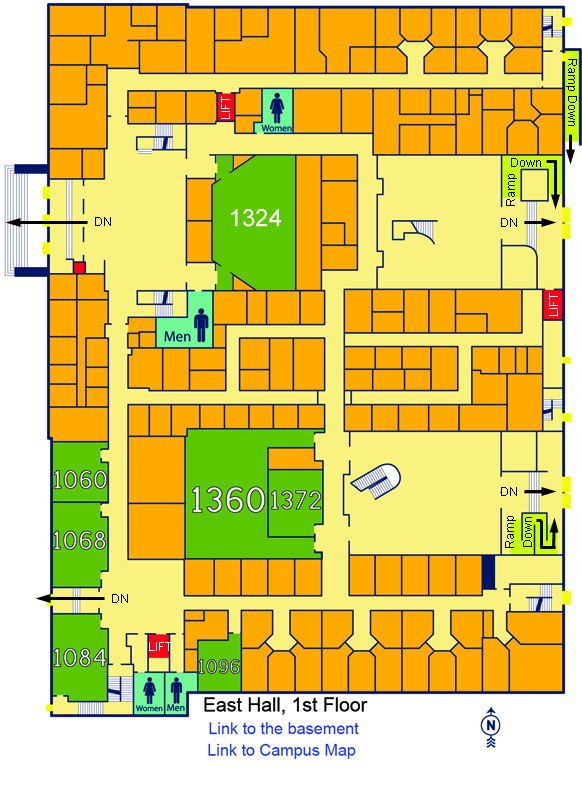 Ramp Down
LIFT
Women
Down
Ramp
1324
DN
DN
LIFT
Men
1060
1360
1372
DN
1068
Ramp
Down
DN
LIFT
1084
1096
Women
Men
East Hall, 1st Floor
Link to the basement
Link to Campus Map
N